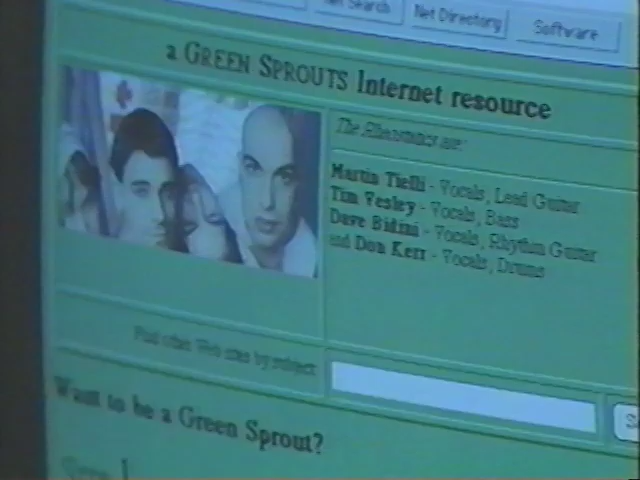 Net Search
Net Directory
Software
a GREEN SPROUTS Internet resource
The Rheostatics are:
Martin Tielli - Vocals, Lead Guitar
Tim Vesley - Vocals, Bass
Dave Bidini - Vocals, Rhythm Guitar
and Don Kerr - Vocals, Drums
Find other Web sites by subject:
Want to be a Green Sprout?